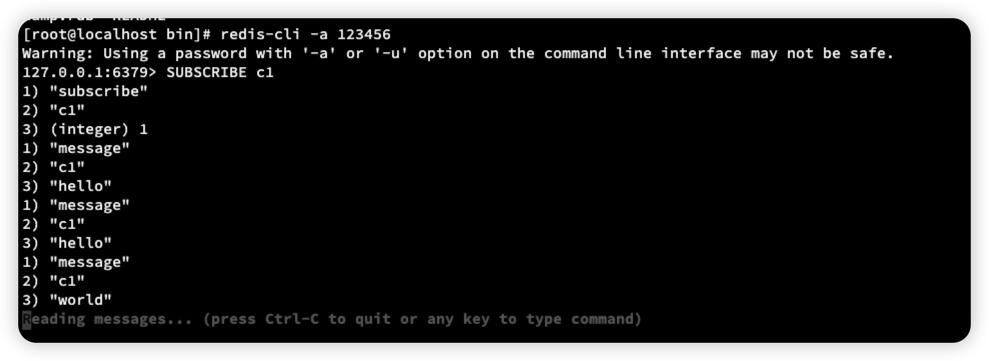 [root@localhost bin]# redis-cli -a 123456
Warning: Using a password with '-a' or '-u' option on the command line interface may not be safe.
127.0.0.1:6379> SUBSCRIBE c1
1) "subscribe"
2) "c1"
3) (integer) 1
1) "message"
2) "c1"
3) "hello"
1) "message"
2) "c1"
3) "hello"
1) "message"
2) "c1"
3) "world"
Reading messages... (press Ctrl-C to quit or any key to type command)